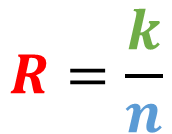 R = k/n